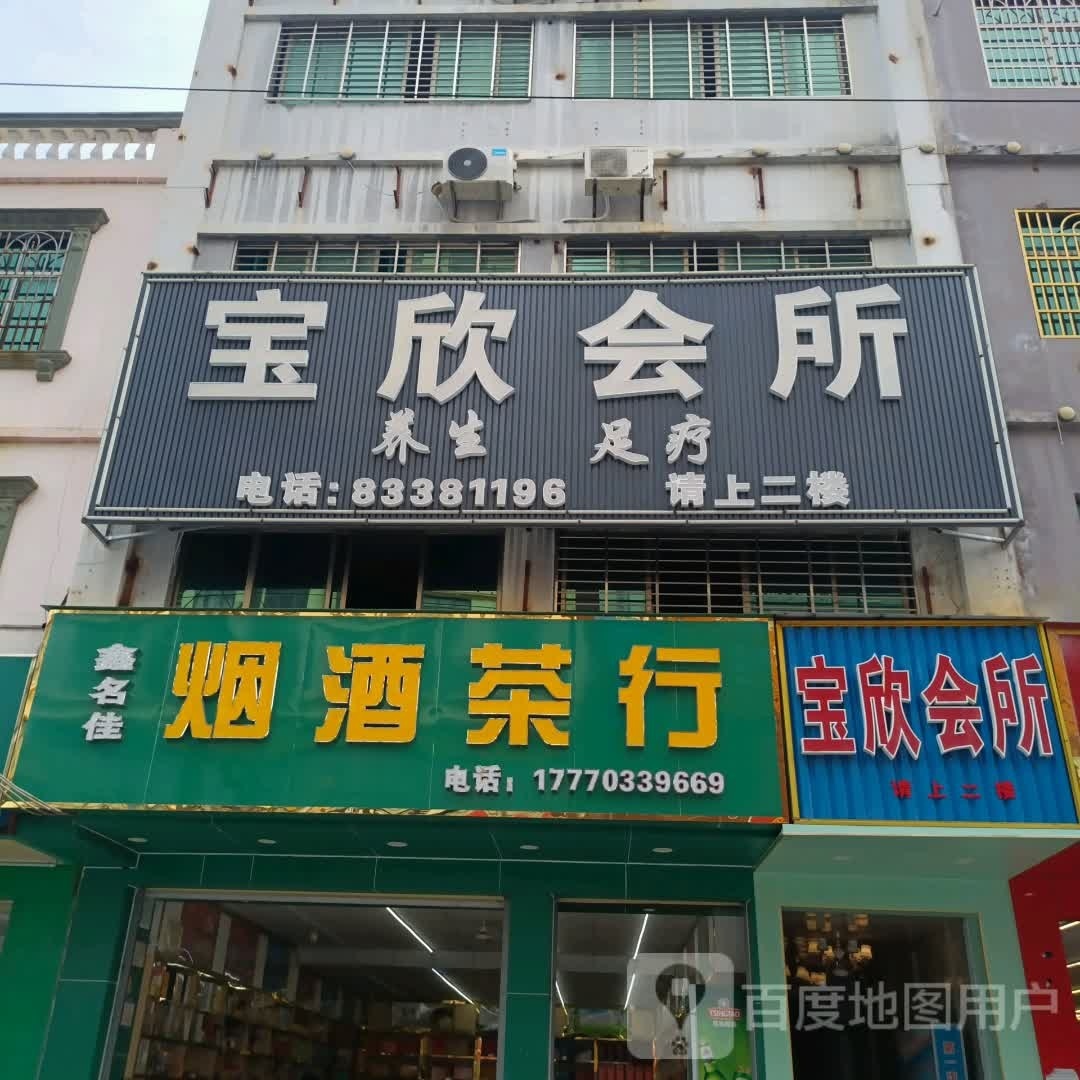 宝欣会所
养生 足疗
电话:83381196 请上二楼
鑫名佳
烟酒茶行
电话:17770339669
宝欣会所
请上二楼
TSINGTAO
百度地图用户